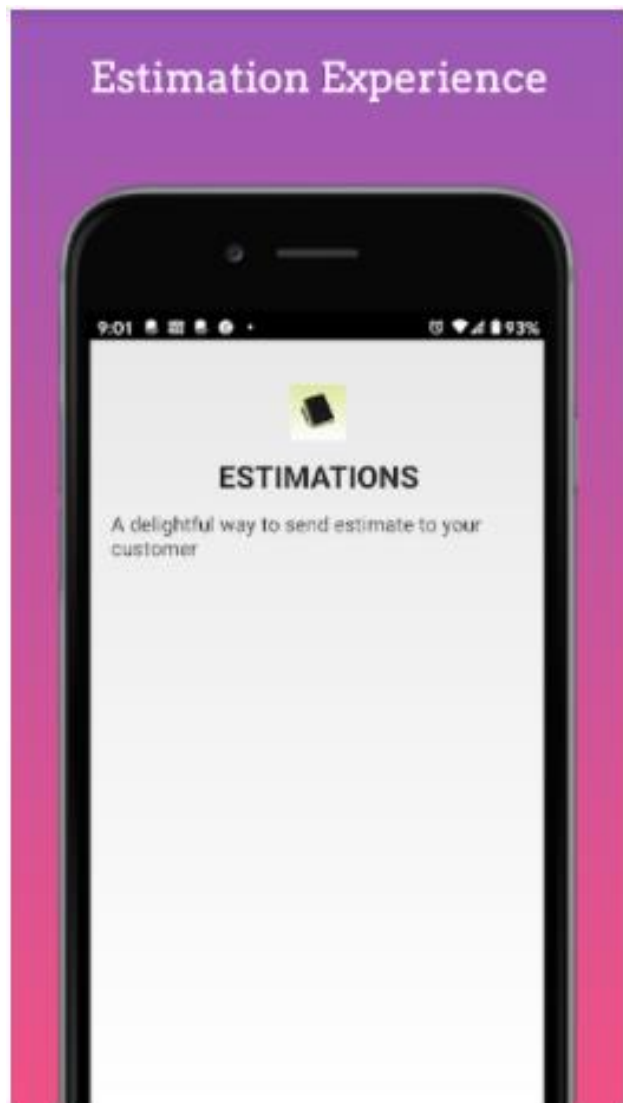 Estimation Experience
9:01
93%
ESTIMATIONS
A delightful way to send estimate to your
customer